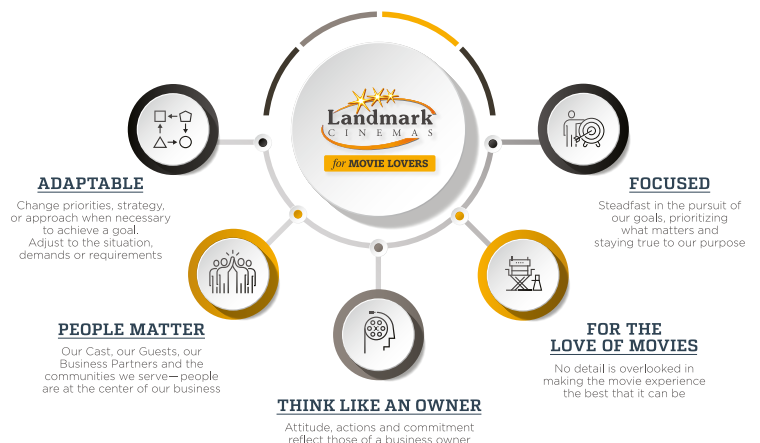 Landmark
CINEMAS
for MOVIE LOVERS
ADAPTABLE
Change priorities, strategy,
or approach when necessary
to achieve a goal.
Adjust to the situation,
demands or requirements
PEOPLE MATTER
Our Cast, our Guests, our
Business Partners and the
communities we serve—people
are at the center of our business
THINK LIKE AN OWNER
Attitude, actions and commitment
reflect those of a business owner
FOR THE
LOVE OF MOVIES
No detail is overlooked in
making the movie experience
the best that it can be
FOCUSED
Steadfast in the pursuit of
our goals, prioritizing
what matters and
staying true to our purpose